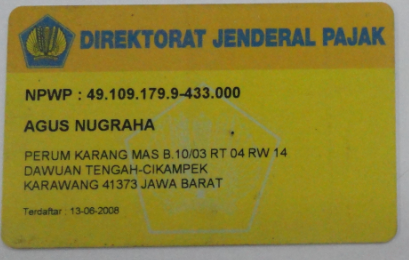 DIREKTORAT JENDERAL PAJAK
NPWP : 49.109.179.9-433.000
AGUS NUGRAHA
PERUM KARANG MAS B.10/03 RT 04 RW 14
DAWUAN TENGAH-CIKAMPEK
KARAWANG 41373 JAWA BARAT
Terdaftar : 13-06-2008